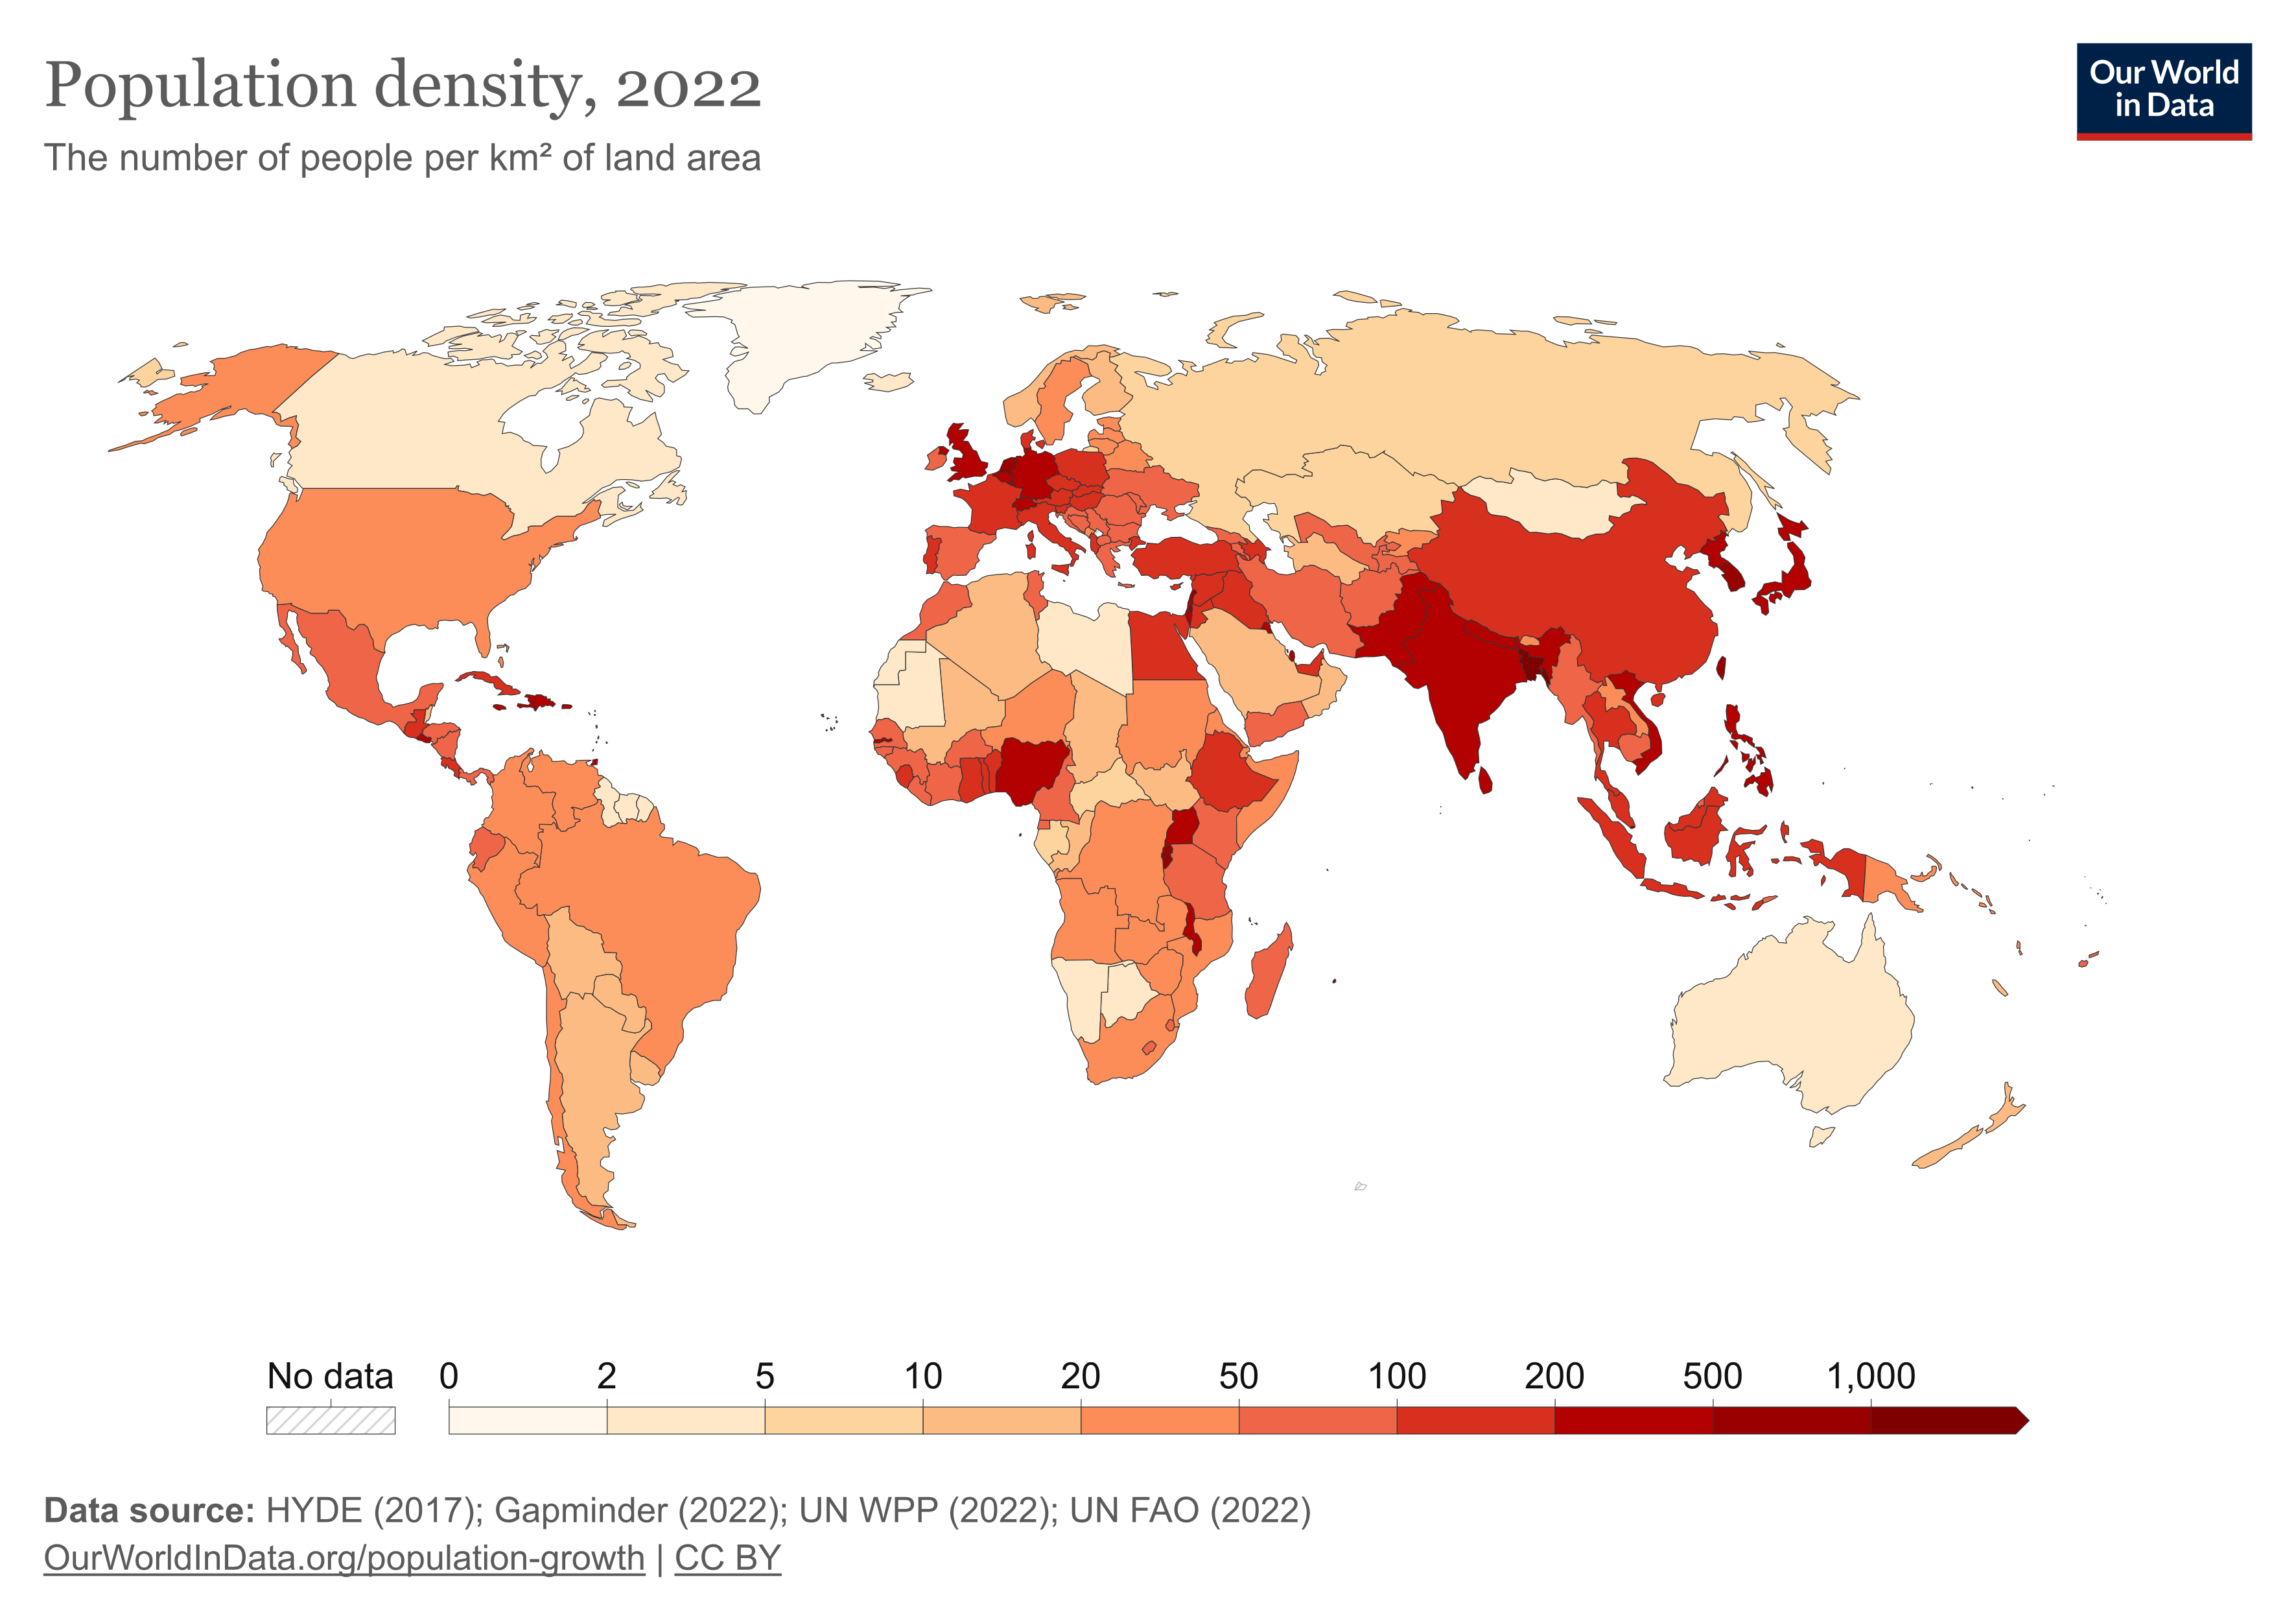 Population density, 2022
The number of people per km² of land area
Our World
in Data
No data 0 2 5 10 20 50 100 200 500 1,000
Data source: HYDE (2017); Gapminder (2022); UN WPP (2022); UN FAO (2022)
OurWorldInData.org/population-growth | CC BY